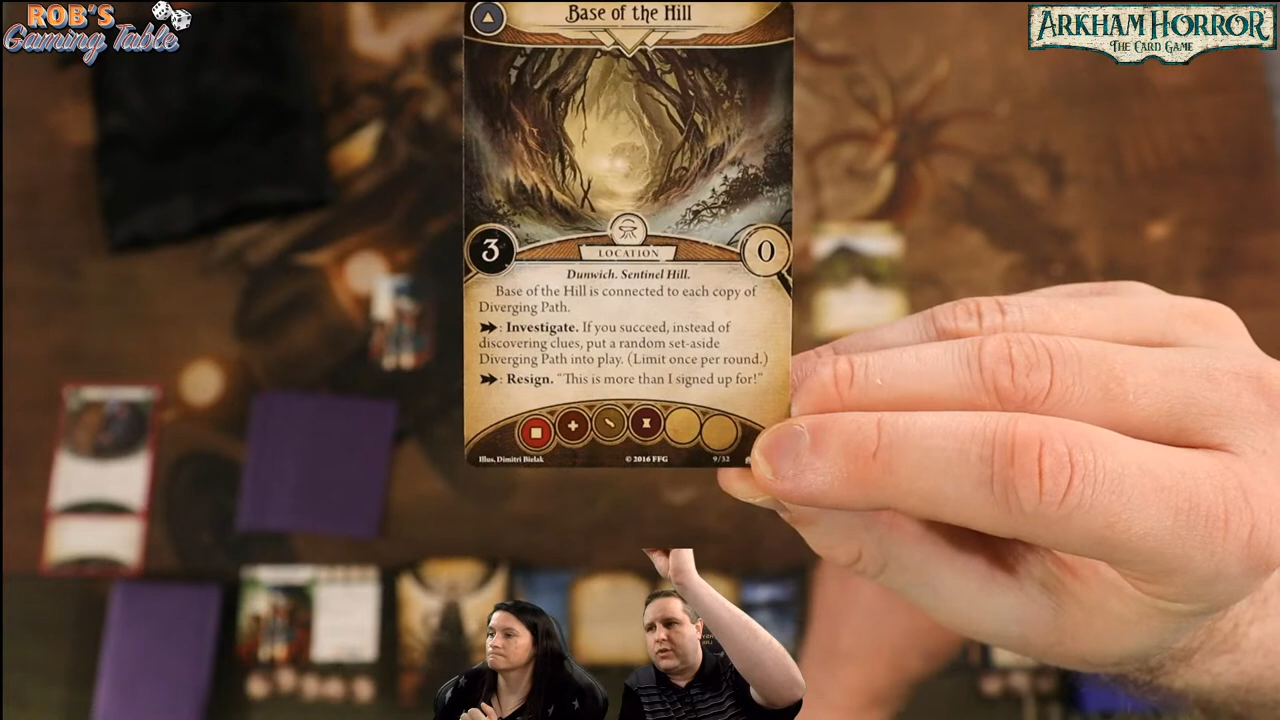 ROB'S
Gaming Table
ARKHAM HORROR
THE CARD GAME
Base of the Hill
3
LOCATION
0
Dunwich. Sentinel Hill.
Base of the Hill is connected to each copy of
Diverging Path.
: Investigate. If you succeed, instead of
discovering clues, put a random set-aside
Diverging Path into play. (Limit once per round.)
: Resign. “This is more than I signed up for!”
Illus. Dimitri Bielak
© 2016 FFG
9/32